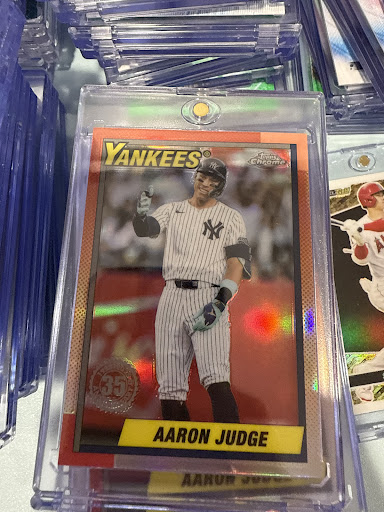 YANKEES
Topps
Chrome
NY
35
AARON JUDGE
AARON JUDGE